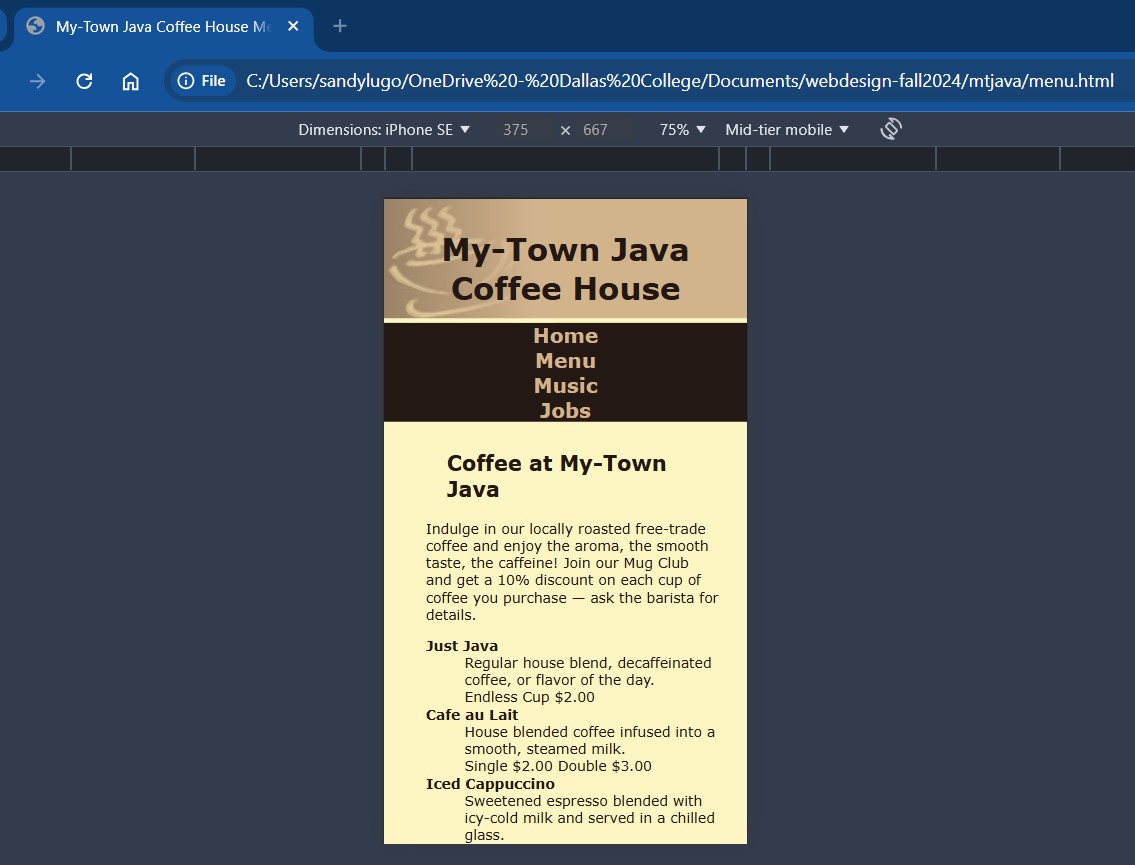 My-Town Java Coffee House Me
File
C:/Users/sandylugo/OneDrive%20-%20Dallas%20College/Documents/webdesign-fall2024/mtjava/menu.html
Dimensions: iPhone SE 375 × 667 75% Mid-tier mobile
My-Town Java
Coffee House
Home
Menu
Music
Jobs
Coffee at My-Town
Java
Indulge in our locally roasted free-trade
coffee and enjoy the aroma, the smooth
taste, the caffeine! Join our Mug Club
and get a 10% discount on each cup of
coffee you purchase — ask the barista for
details.
Just Java
Regular house blend, decaffeinated
coffee, or flavor of the day.
Endless Cup $2.00
Cafe au Lait
House blended coffee infused into a
smooth, steamed milk.
Single $2.00 Double $3.00
Iced Cappuccino
Sweetened espresso blended with
icy-cold milk and served in a chilled
glass.